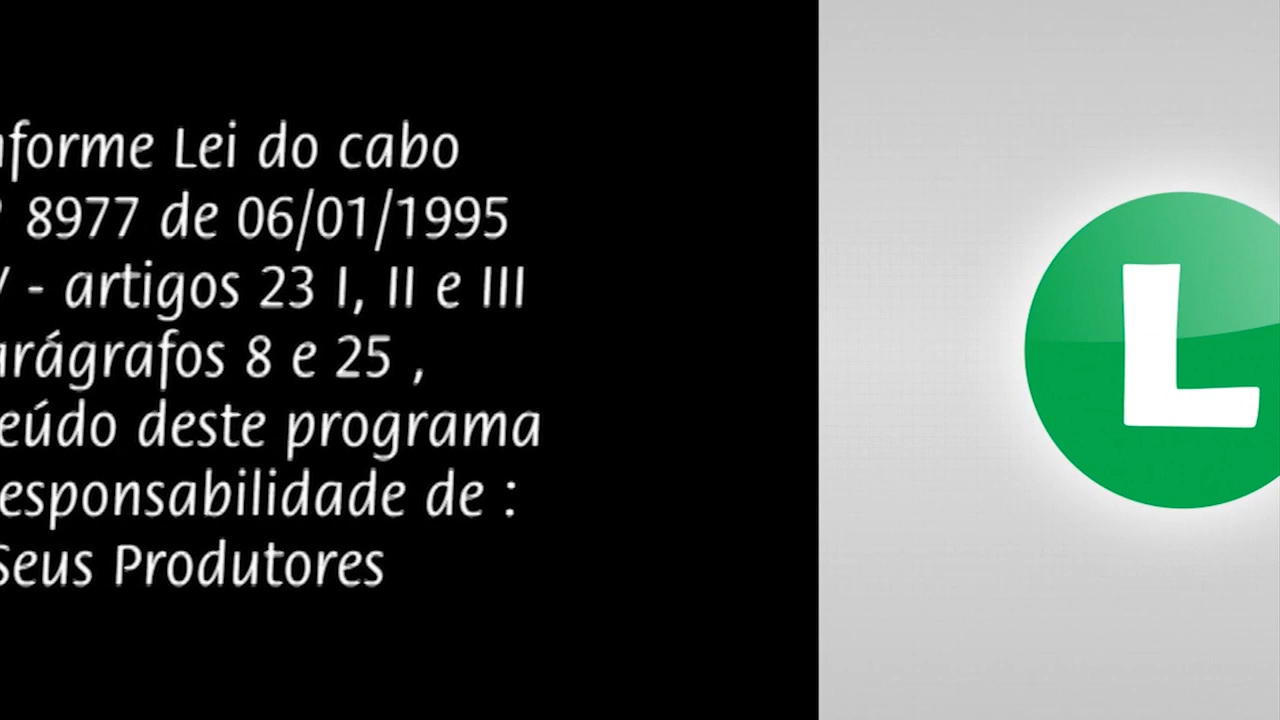 nforme Lei do cabo
8977 de 06/01/1995
- artigos 23 I, II e III
arágrafos 8 e 25 ,
eúdo deste programa
esponsabilidade de :
Seus Produtores
L